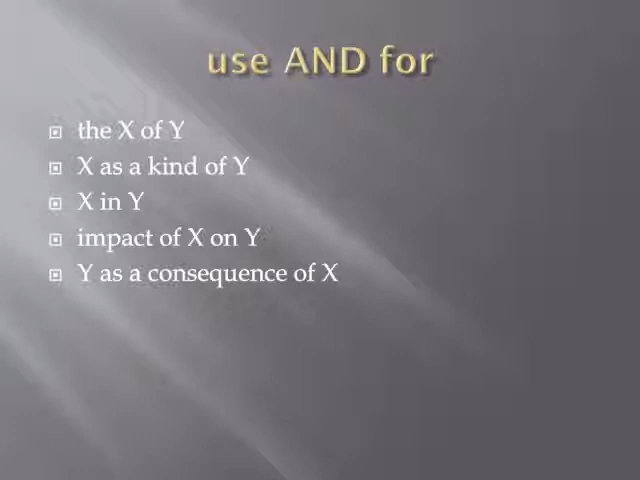 use AND for
the X of Y
X as a kind of Y
X in Y
impact of X on Y
Y as a consequence of X